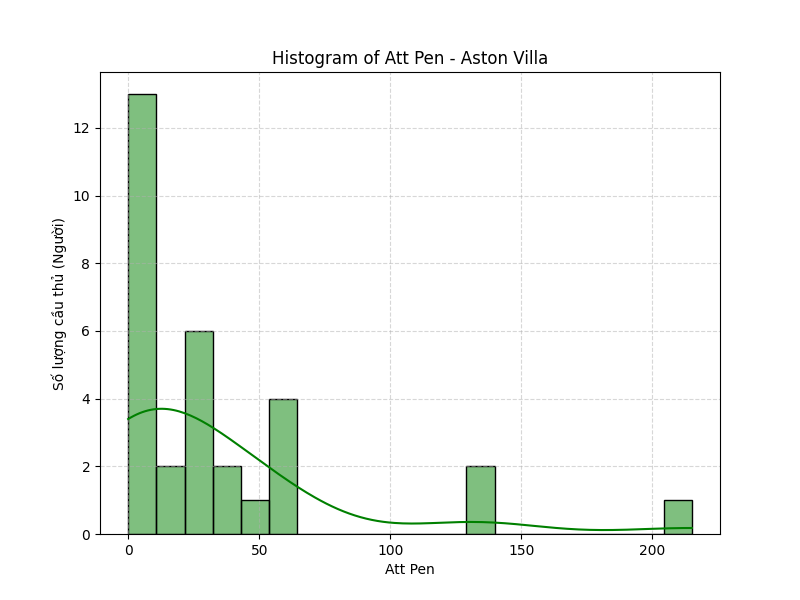 Histogram of Att Pen - Aston Villa
Số lượng cầu thủ (Người)
12
10
8
6
4
2
0
0 50 100 150 200
Att Pen